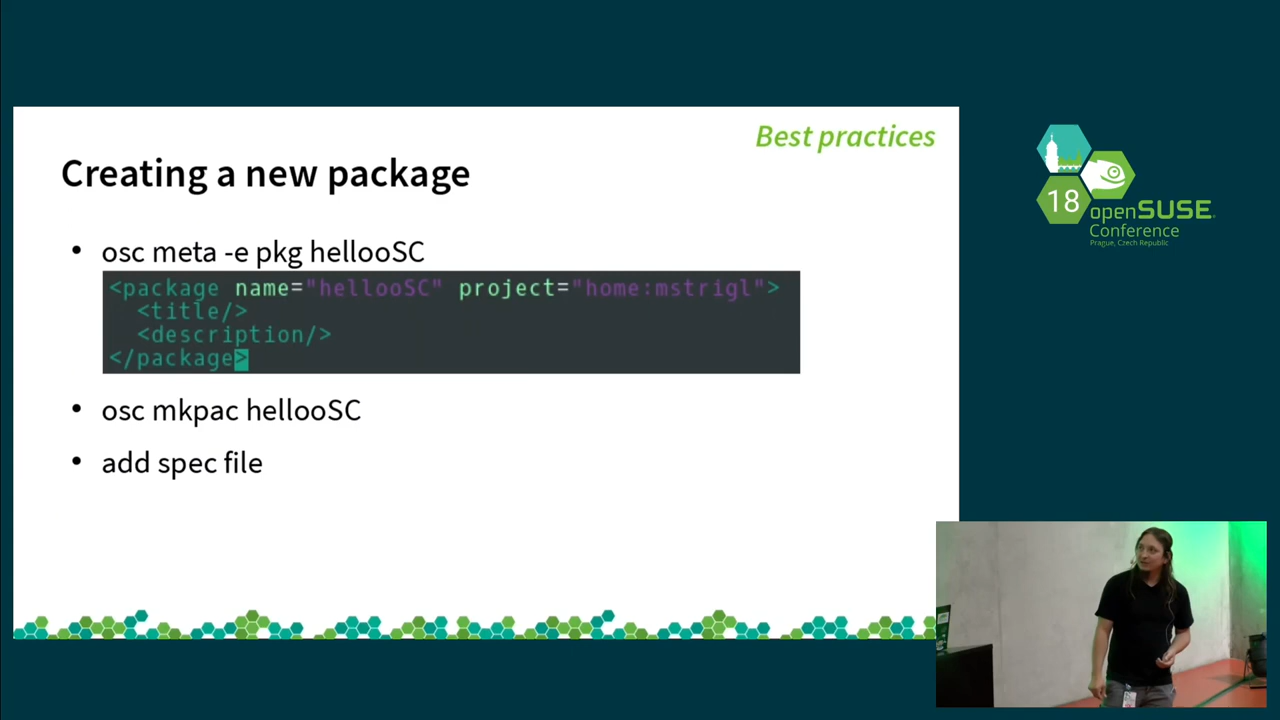 Best practices
Creating a new package
• osc meta -e pkg hellooSC
<package name="hellooSC" project="home:mstrigl">
<title/>
<description/>
</package>
• osc mkpac hellooSC
• add spec file
18
openSUSE
Conference
Prague, Czech Republic